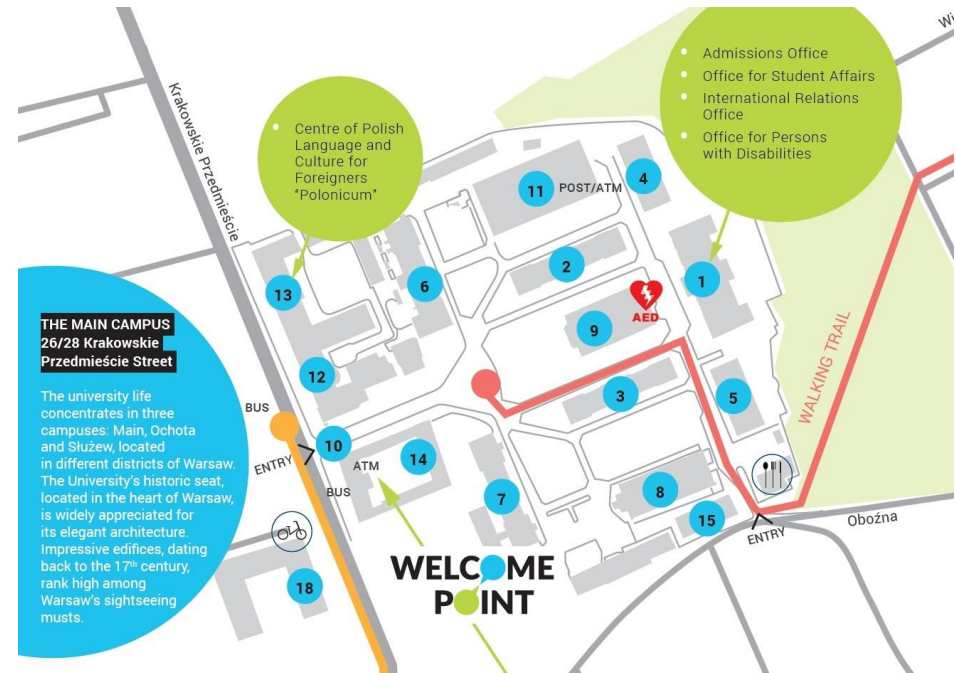 Krakowskie Przedmieście
Wi
Centre of Polish
Language and
Culture for
Foreigners
"Polonicum"
Admissions Office
Office for Student Affairs
International Relations
Office
Office for Persons
with Disabilities
11
POST/ATM
4
2
1
6
13
9
AED
THE MAIN CAMPUS
26/28 Krakowskie
Przedmieście Street
The university life
concentrates in three
campuses: Main, Ochota
and Służew, located
in different districts of Warsaw.
The University's historic seat,
located in the heart of Warsaw,
is widely appreciated for
its elegant architecture.
Impressive edifices, dating
back to the 17th century,
rank high among
Warsaw's sightseeing
musts.
12
3
5
WALKING TRAIL
BUS
10
ENTRY
ATM
14
BUS
7
8
15
ENTRY
Oboźna
18
WELCOME
POINT